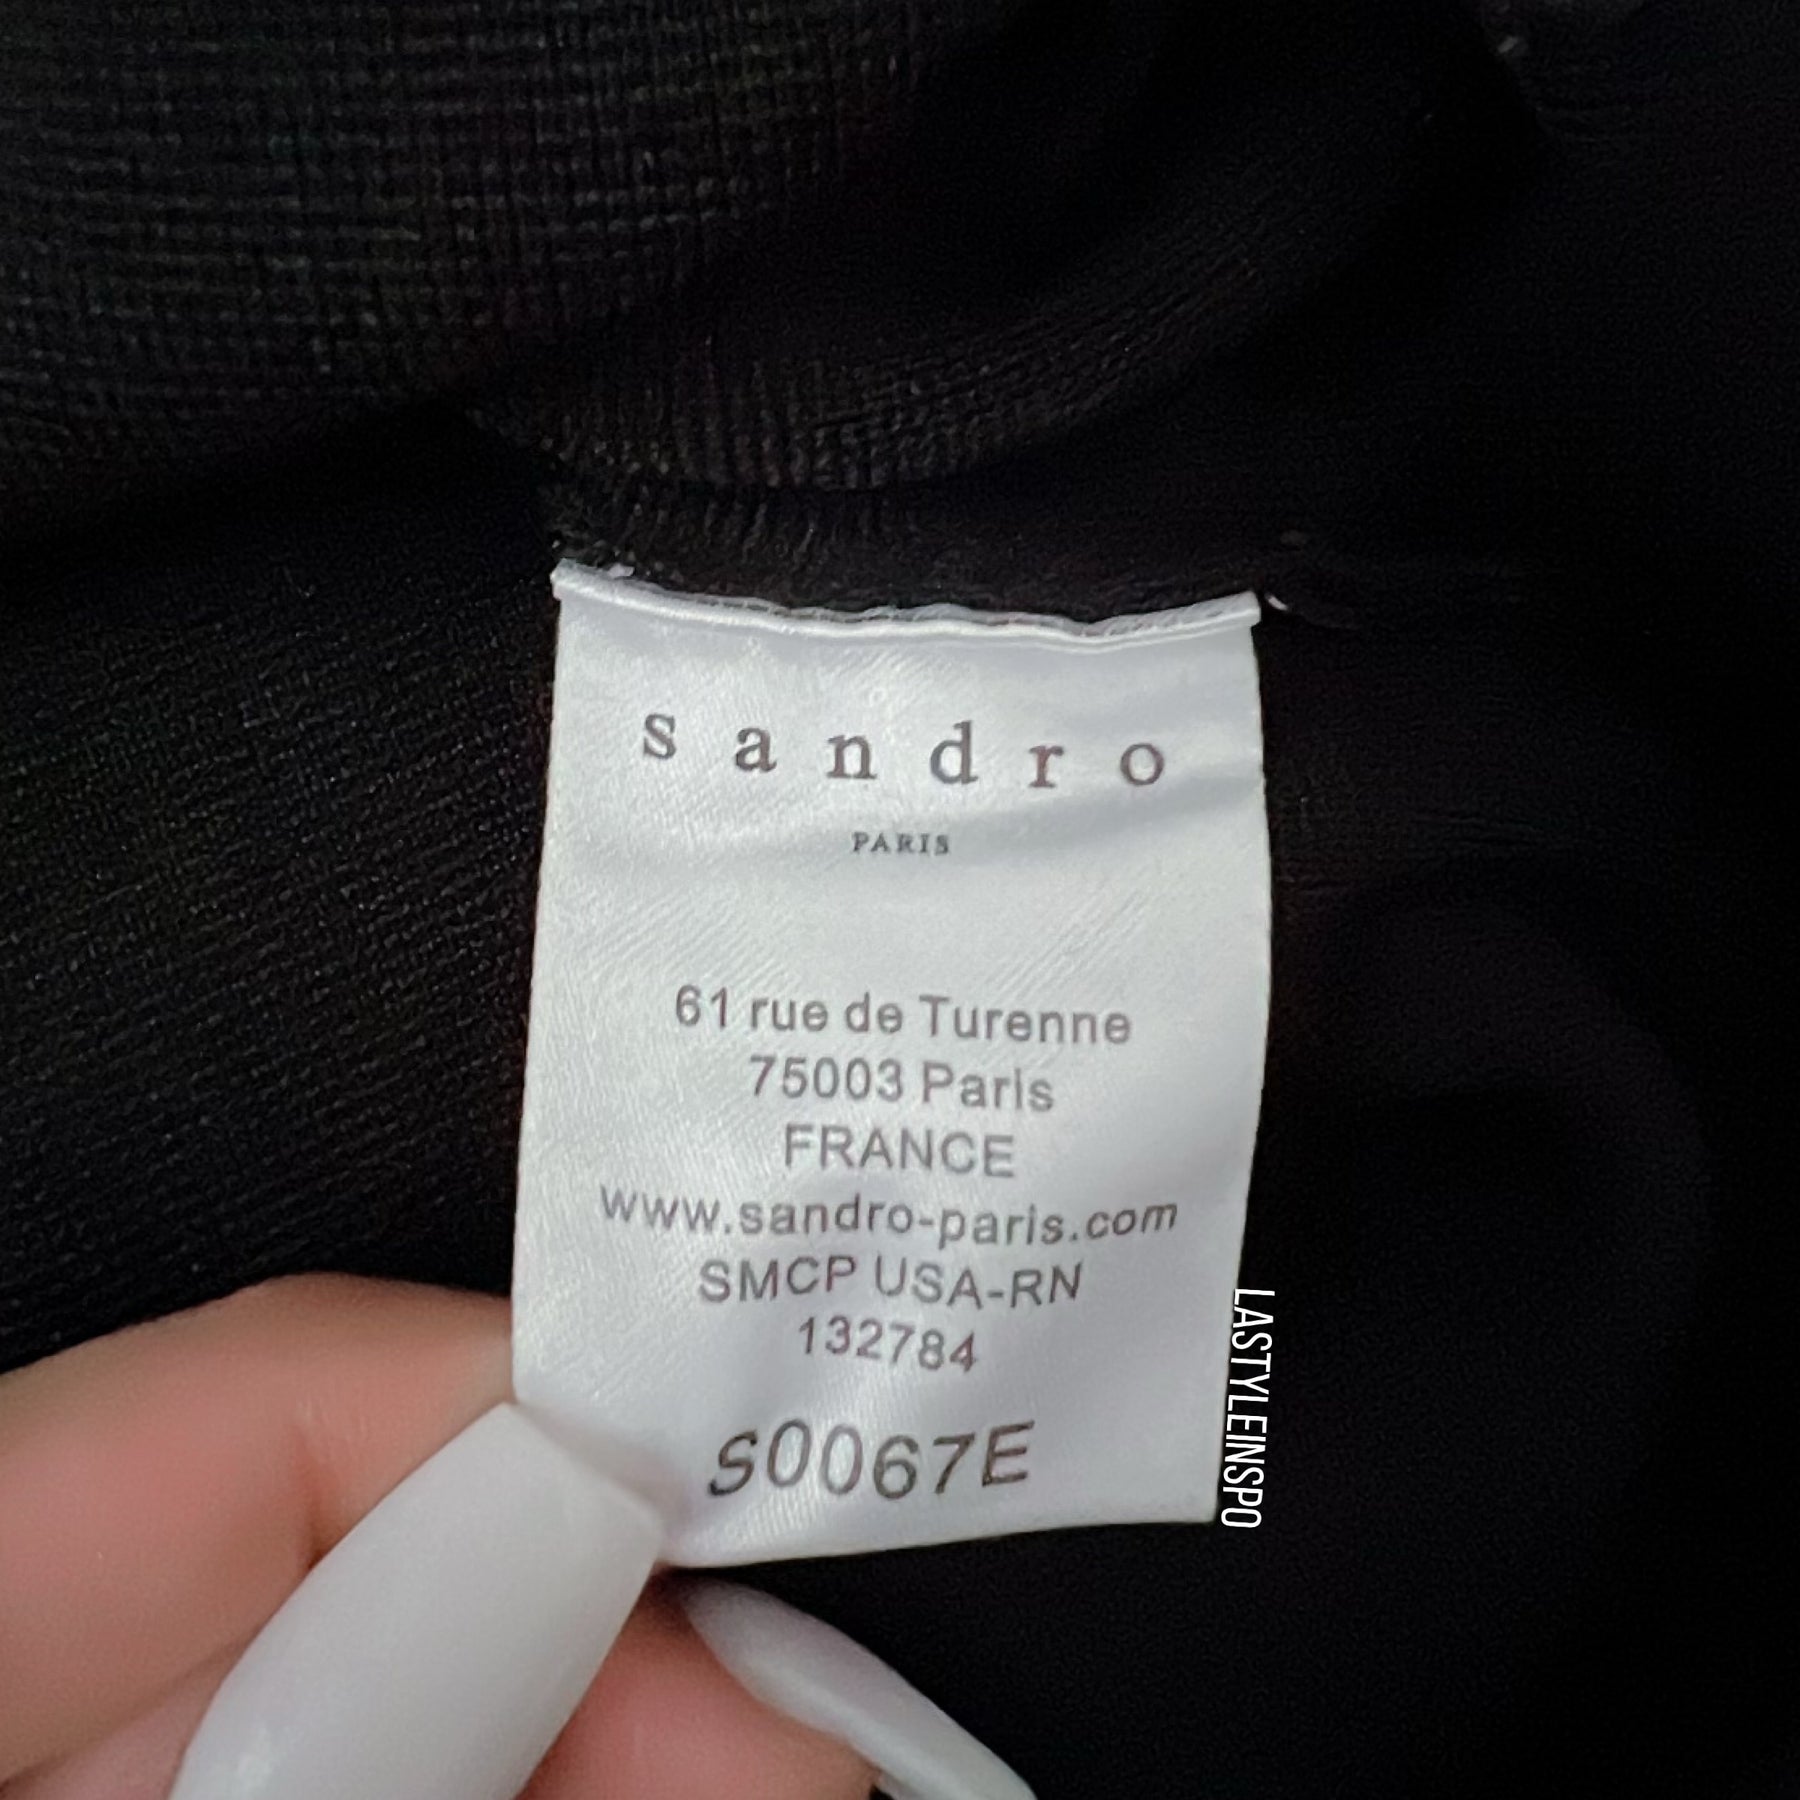 sandro
PARIS
61 rue de Turenne
75003 Paris
FRANCE
www.sandro-paris.com
SMCP USA-RN
132784
S0067E
LASTYLEINSPO